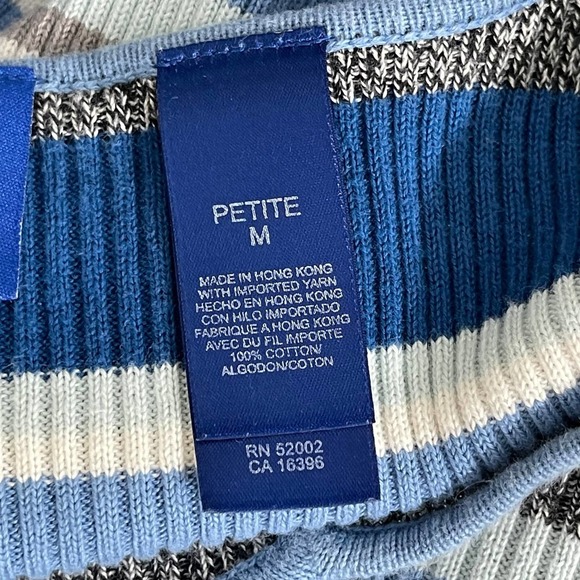 PETITE
M
MADE IN HONG KONG
WITH IMPORTED YARN
HECHO EN HONG KONG
CON HILO IMPORTADO
FABRIQUE A HONG KONG
AVEC DU FIL IMPORTE
100% COTTON/
ALGODON/COTON
RN 52002
CA 16396